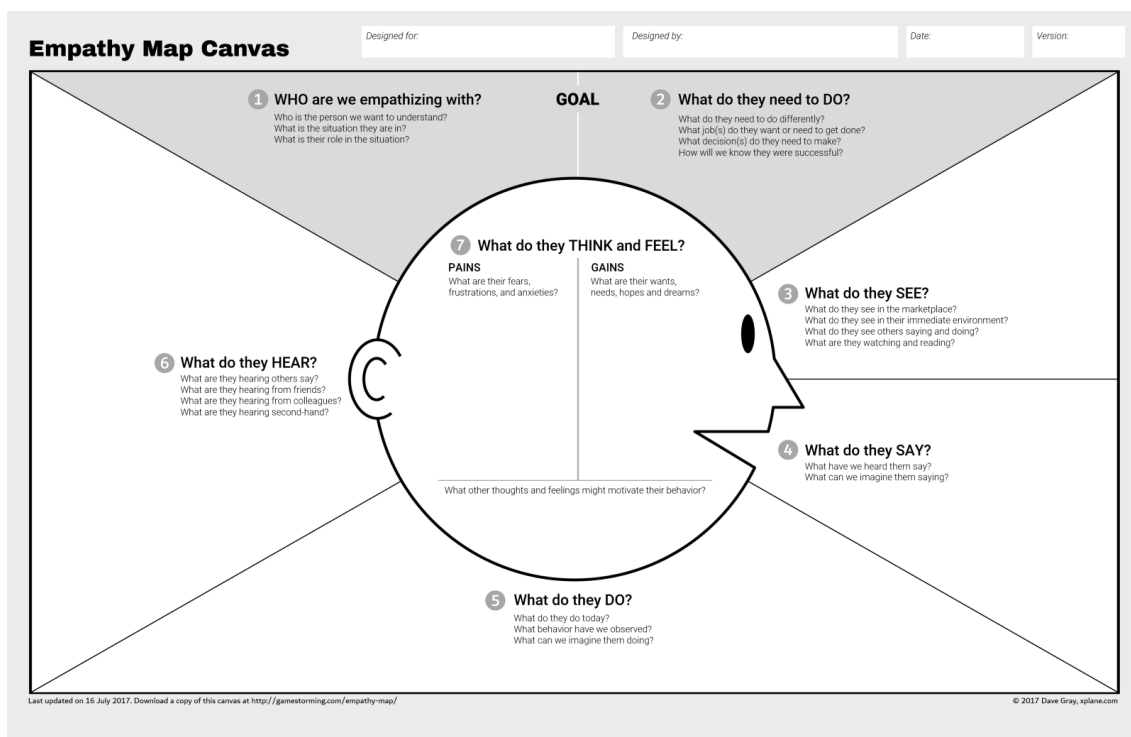 Empathy Map Canvas
Designed for:
Designed by:
Date:
Version:
1 WHO are we empathizing with?
Who is the person we want to understand?
What is the situation they are in?
What is their role in the situation?
GOAL
2 What do they need to DO?
What do they need to do differently?
What job(s) do they want or need to get done?
What decision(s) do they need to make?
How will we know they were successful?
3 What do they SEE?
What do they see in the marketplace?
What do they see in their immediate environment?
What do they see others saying and doing?
What are they watching and reading?
4 What do they SAY?
What have we heard them say?
What can we imagine them saying?
5 What do they DO?
What do they do today?
What behavior have we observed?
What can we imagine them doing?
6 What do they HEAR?
What are they hearing others say?
What are they hearing from friends?
What are they hearing from colleagues?
What are they hearing second-hand?
7 What do they THINK and FEEL?
PAINS
What are their fears,
frustrations, and anxieties?
GAINS
What are their wants,
needs, hopes and dreams?
What other thoughts and feelings might motivate their behavior?
Last updated on 16 July 2017. Download a copy of this canvas at http://gamestorming.com/empathy-map/
© 2017 Dave Gray, xplane.com